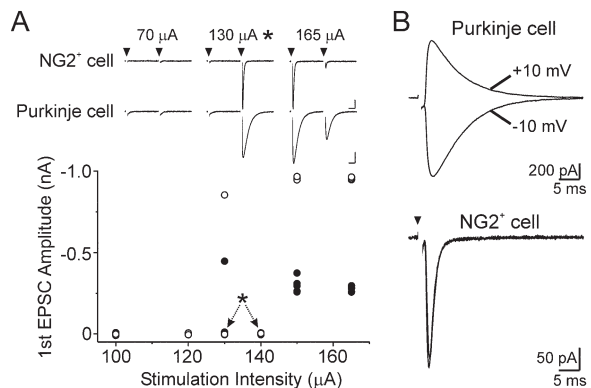 A
70 µA 130 µA * 165 µA
NG2⁺ cell
Purkinje cell
1st EPSC Amplitude (nA)
-1.0
-0.5
0
*
100 120 140 160
Stimulation Intensity (µA)
B
Purkinje cell
+10 mV
-10 mV
200 pA
5 ms
NG2⁺ cell
50 pA
5 ms